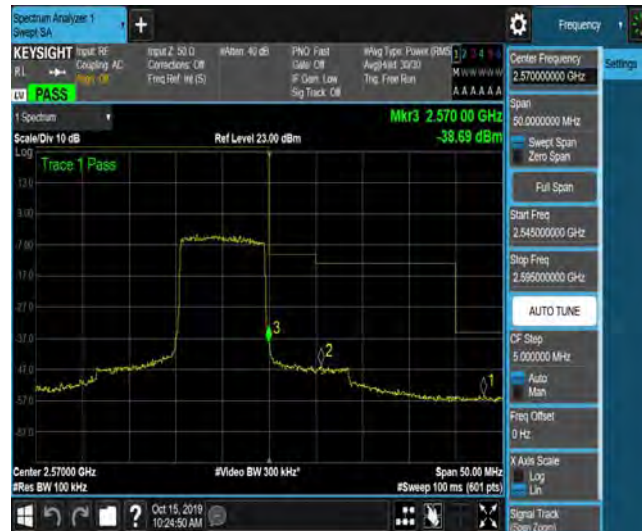 Spectrum Analyzer 1
Swept SA
Frequency
KEYSIGHT
RL
Input: RF
Coupling: AC
Align: Off
Input Z: 50 Ω
Corrections: Off
Freq Ref: Int (S)
#Atten: 40 dB
PNO: Fast
Gate: Off
IF Gain: Low
Sig Track: Off
#Avg Type: Power (RMS
Avg|Hold: 30/30
Trig: Free Run
1 2 3 4
M W W W W W
A A A A A A
LV PASS
1 Spectrum
Scale/Div 10 dB
Ref Level 23.00 dBm
Mkr3 2.570 00 GHz
-38.69 dBm
Log
Trace 1 Pass
13.0
3.00
-7.00
-17.0
-27.0
-37.0
-47.0
-57.0
-67.0
3
2
1
Center 2.57000 GHz
#Res BW 100 kHz
#Video BW 300 kHz*
Span 50.00 MHz
#Sweep 100 ms (601 pts)
Oct 15, 2019
10:24:50 AM
Center Frequency
2.570000000 GHz
Settings
Span
50.0000000 MHz
Swept Span
Zero Span
Full Span
Start Freq
2.545000000 GHz
Stop Freq
2.595000000 GHz
AUTO TUNE
CF Step
5.000000 MHz
Auto
Man
Freq Offset
0 Hz
X Axis Scale
Log
Lin
Signal Track
(Span Zoom)